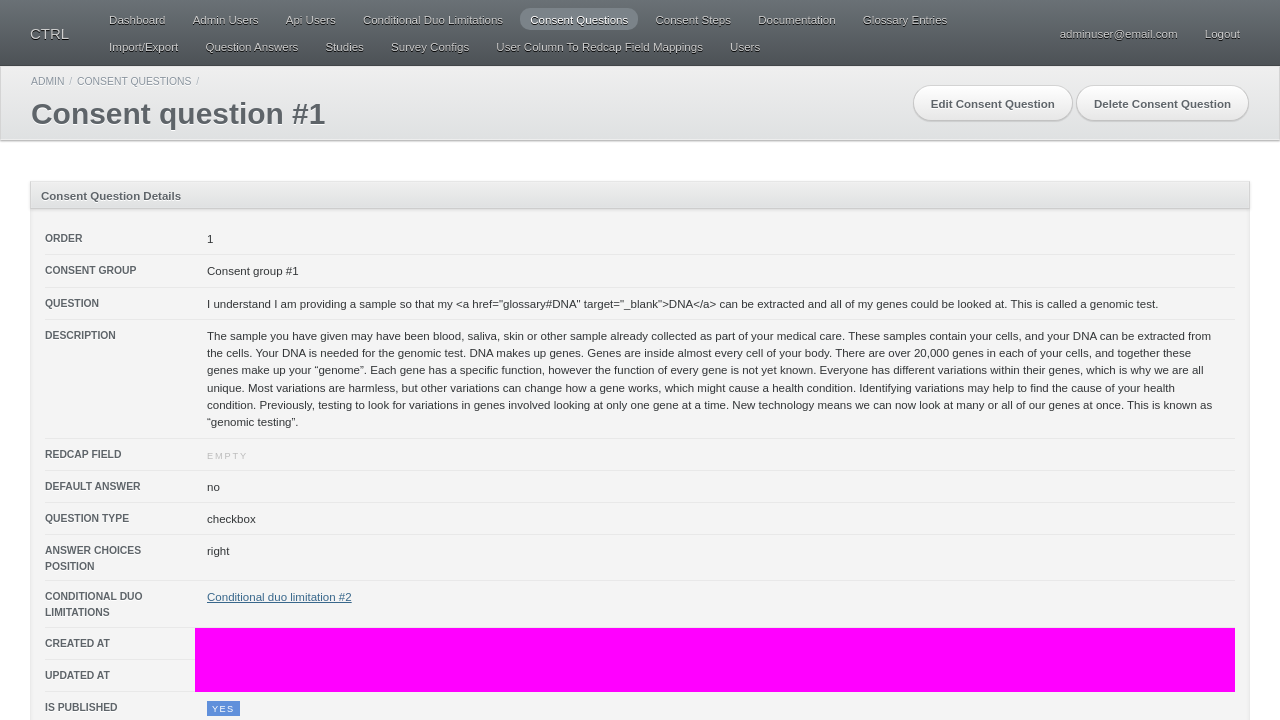 CTRL
Dashboard Admin Users Api Users Conditional Duo Limitations Consent Questions Consent Steps Documentation Glossary Entries
Import/Export Question Answers Studies Survey Configs User Column To Redcap Field Mappings Users
adminuser@email.com Logout
ADMIN / CONSENT QUESTIONS /
Consent question #1
Edit Consent Question Delete Consent Question
Consent Question Details
ORDER 1
CONSENT GROUP Consent group #1
QUESTION I understand I am providing a sample so that my <a href="glossary#DNA" target="_blank">DNA</a> can be extracted and all of my genes could be looked at. This is called a genomic test.
DESCRIPTION The sample you have given may have been blood, saliva, skin or other sample already collected as part of your medical care. These samples contain your cells, and your DNA can be extracted from
the cells. Your DNA is needed for the genomic test. DNA makes up genes. Genes are inside almost every cell of your body. There are over 20,000 genes in each of your cells, and together these
genes make up your “genome”. Each gene has a specific function, however the function of every gene is not yet known. Everyone has different variations within their genes, which is why we are all
unique. Most variations are harmless, but other variations can change how a gene works, which might cause a health condition. Identifying variations may help to find the cause of your health
condition. Previously, testing to look for variations in genes involved looking at only one gene at a time. New technology means we can now look at many or all of our genes at once. This is known as
“genomic testing”.
REDCAP FIELD EMPTY
DEFAULT ANSWER no
QUESTION TYPE checkbox
ANSWER CHOICES POSITION right
CONDITIONAL DUO LIMITATIONS Conditional duo limitation #2
CREATED AT
UPDATED AT
IS PUBLISHED YES